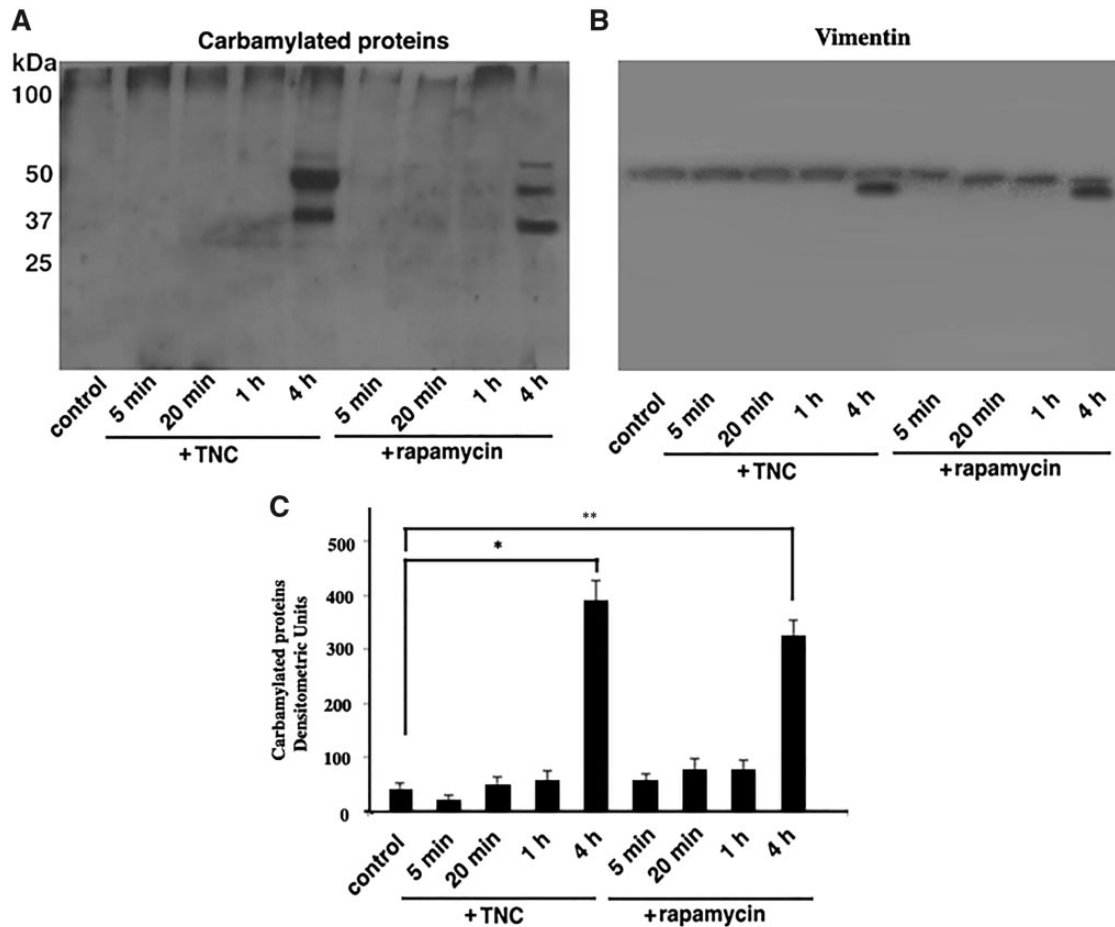 A
Carbamylated proteins
kDa
100
50
37
25
control
5 min
20 min
1 h
4 h
5 min
20 min
1 h
4 h
+TNC
+rapamycin
B
Vimentin
control
5 min
20 min
1 h
4 h
5 min
20 min
1 h
4 h
+TNC
+rapamycin
C
**
*
Carbamylated proteins
Densitometric Units
500
400
300
200
100
0
control
5 min
20 min
1 h
4 h
5 min
20 min
1 h
4 h
+TNC
+rapamycin